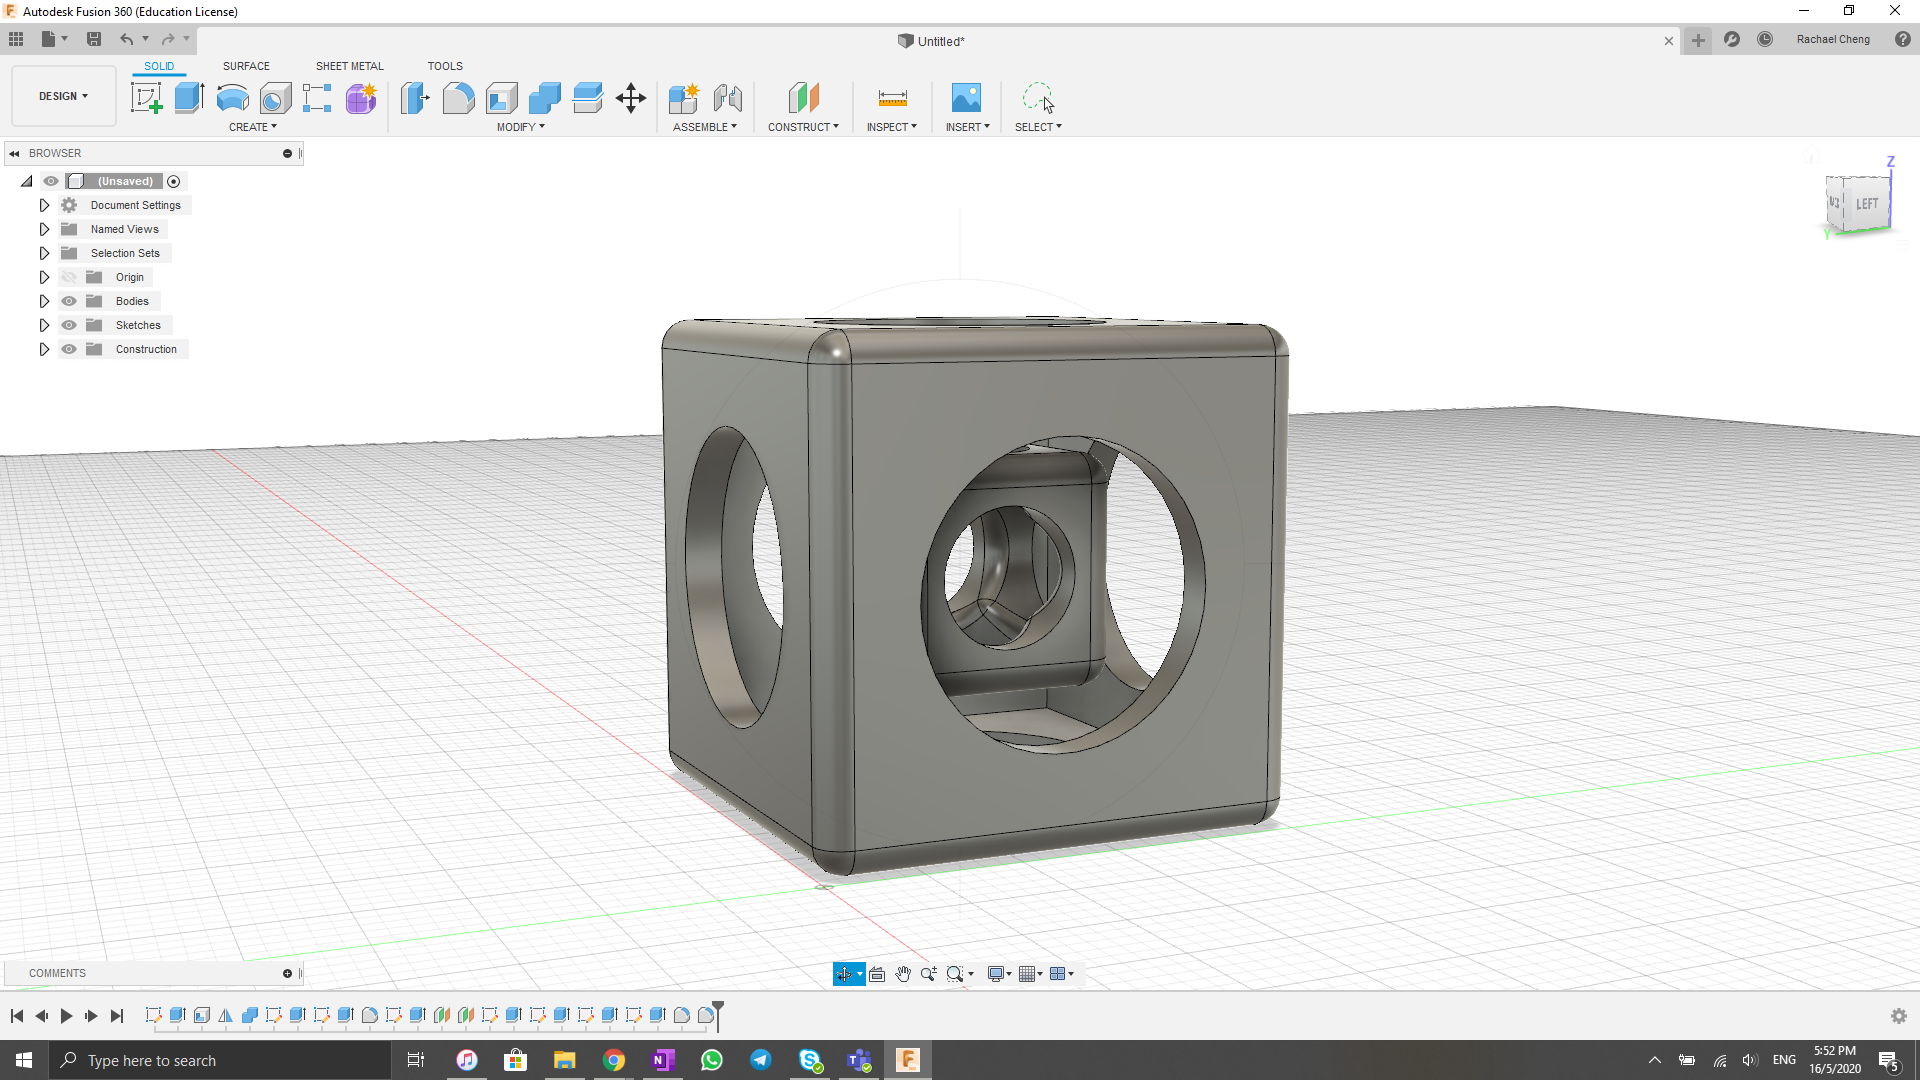 Autodesk Fusion 360 (Education License)
Untitled*
Rachael Cheng
SOLID SURFACE SHEET METAL TOOLS
DESIGN
CREATE MODIFY ASSEMBLE CONSTRUCT INSPECT INSERT SELECT
BROWSER
(Unsaved)
Document Settings
Named Views
Selection Sets
Origin
Bodies
Sketches
Construction
Z
LEFT
Y
COMMENTS
Type here to search
ENG
5:52 PM
16/5/2020
5